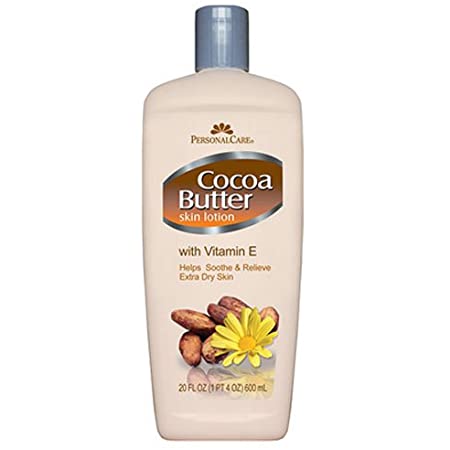 PERSONALCARE®
Cocoa
Butter
skin lotion
with Vitamin E
Helps Soothe & Relieve
Extra Dry Skin
20 FL OZ (1 PT 4 OZ) 600 mL